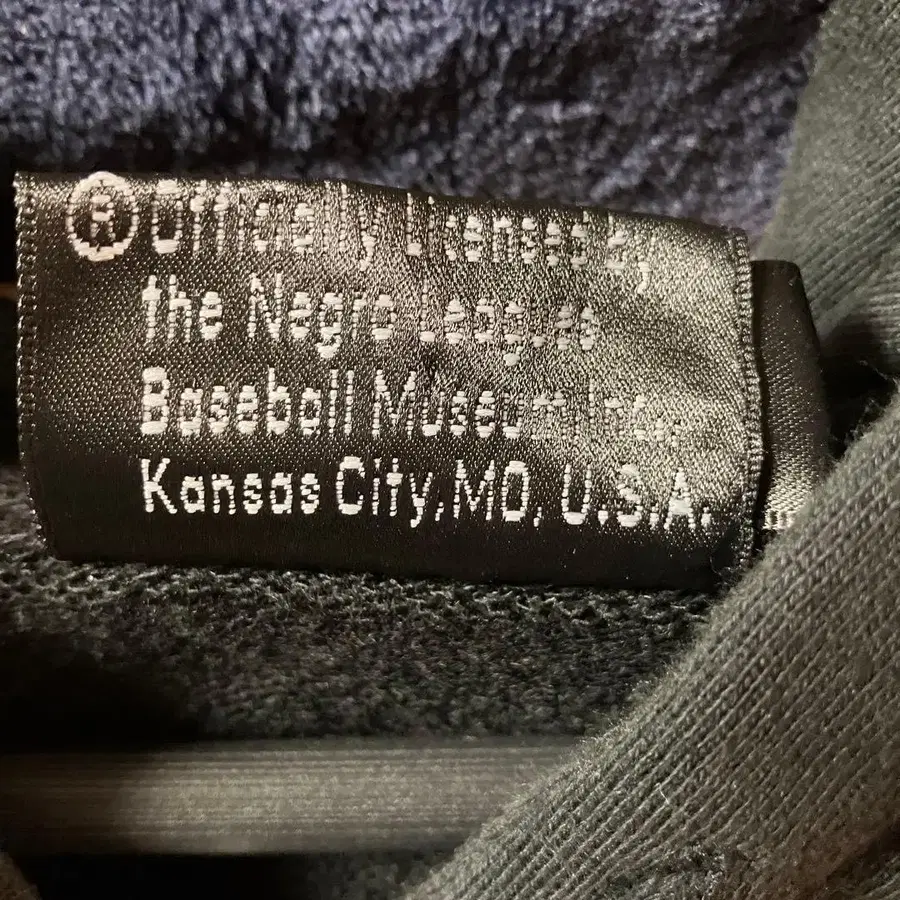 ® Officially Licensed by
the Negro Leagues
Baseball Museum Inc.
Kansas City, MO, U.S.A.